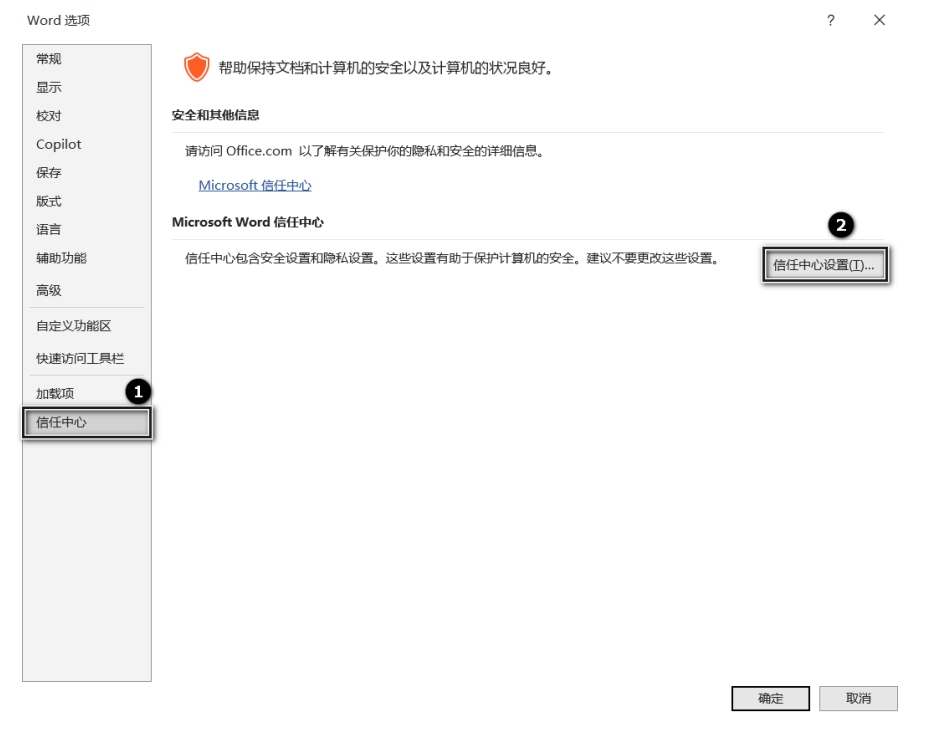 Word 选项
?
常规
显示
校对
Copilot
保存
版式
语言
辅助功能
高级
自定义功能区
快速访问工具栏
加载项
1
信任中心
帮助保持文档和计算机的安全以及计算机的状况良好。
安全和其他信息
请访问 Office.com 以了解有关保护你的隐私和安全的详细信息。
Microsoft 信任中心
Microsoft Word 信任中心
2
信任中心包含安全设置和隐私设置。这些设置有助于保护计算机的安全。建议不要更改这些设置。
信任中心设置(T)...
确定
取消